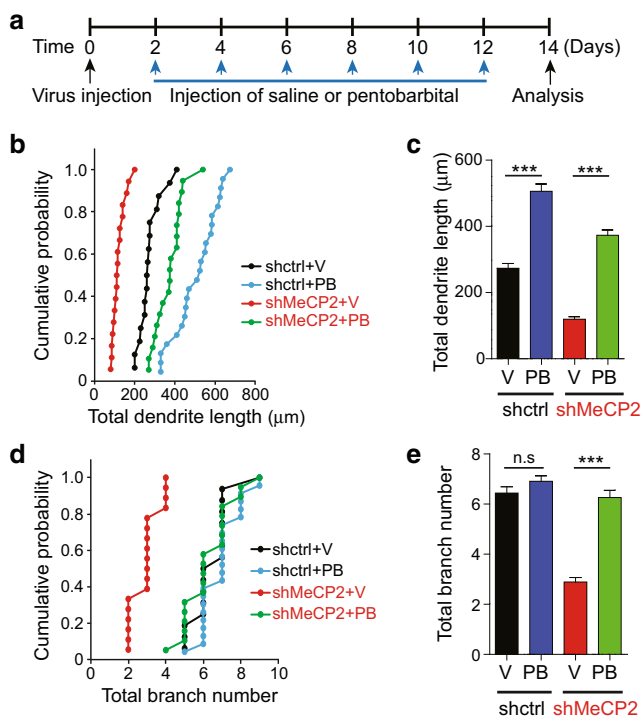 a
Time 0 2 4 6 8 10 12 14 (Days)
Virus injection Injection of saline or pentobarbital Analysis
b
Cumulative probability
1.0
0.8
0.6
0.4
0.2
0
0 200 400 600 800
Total dendrite length (μm)
shctrl+V
shctrl+PB
shMeCP2+V
shMeCP2+PB
c
Total dendrite length (μm)
600
400
200
0
*** ***
V PB V PB
shctrl shMeCP2
d
Cumulative probability
1.0
0.8
0.6
0.4
0.2
0
0 2 4 6 8 10
Total branch number
shctrl+V
shctrl+PB
shMeCP2+V
shMeCP2+PB
e
Total branch number
8
6
4
2
0
n.s ***
V PB V PB
shctrl shMeCP2